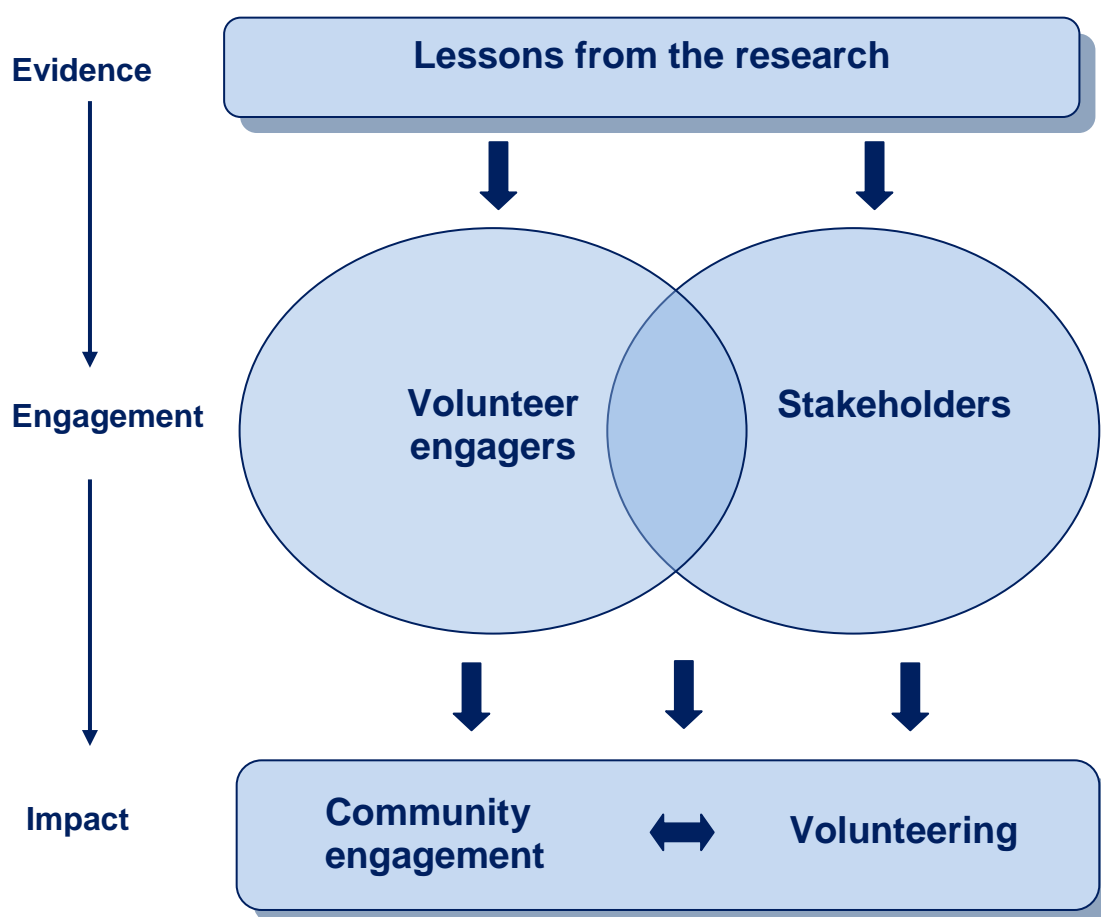 Evidence
Lessons from the research
Engagement
Volunteer
engagers
Stakeholders
Impact
Community
engagement
Volunteering